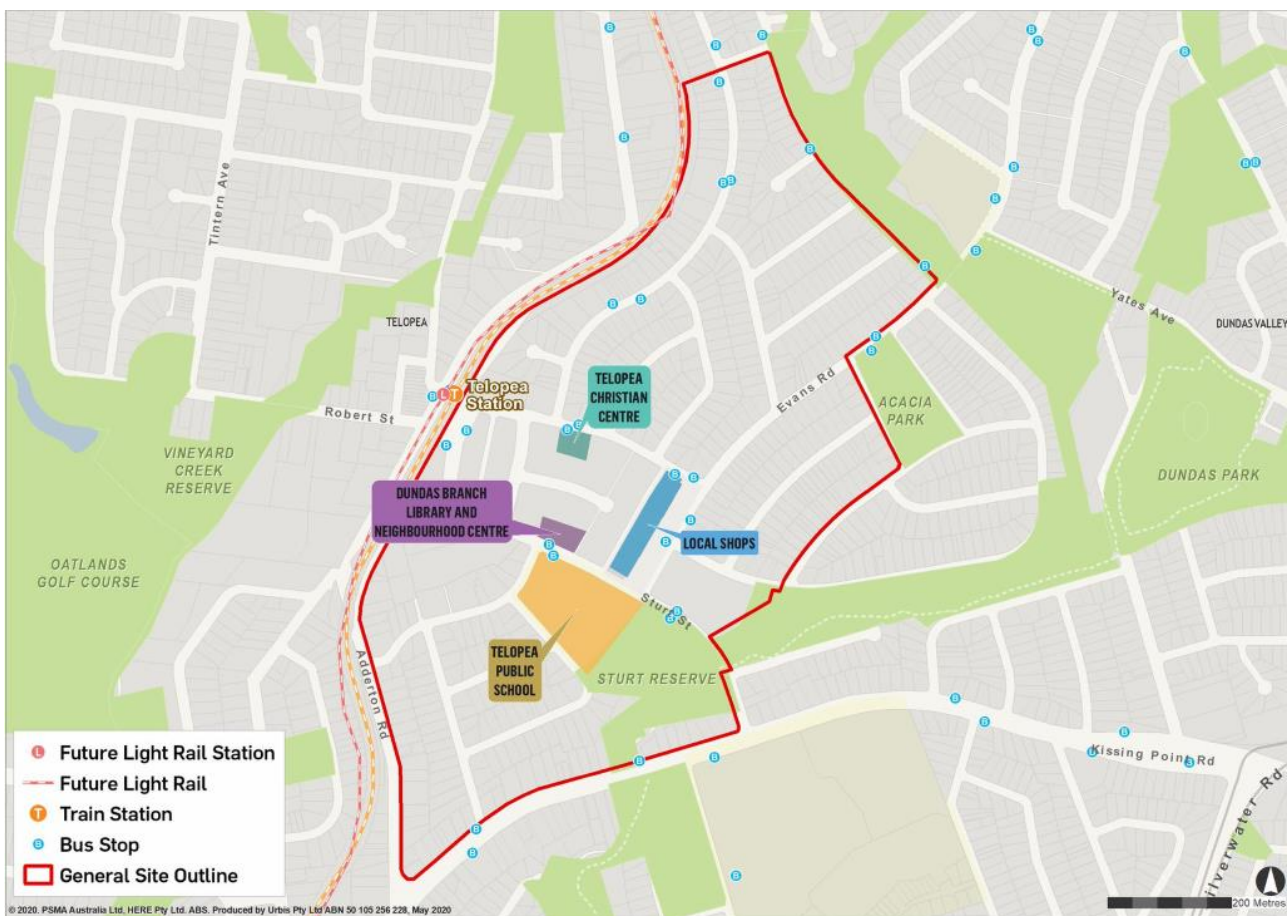 Tintern Ave
TELOPEA
Telopea
Station
Robert St
VINEYARD
CREEK
RESERVE
OATLANDS
GOLF COURSE
TELOPEA
CHRISTIAN
CENTRE
DUNDAS BRANCH
LIBRARY AND
NEIGHBOURHOOD CENTRE
LOCAL SHOPS
TELOPEA
PUBLIC
SCHOOL
Sturt St
STURT RESERVE
Adderton Rd
Evans Rd
ACACIA
PARK
Yates Ave
DUNDAS VALLEY
DUNDAS PARK
Kissing Point Rd
ilverwater Rd
L Future Light Rail Station
Future Light Rail
T Train Station
B Bus Stop
General Site Outline
200 Metres
© 2020. PSMA Australia Ltd, HERE Pty Ltd. ABS. Produced by Urbis Pty Ltd ABN 50 105 256 228, May 2020